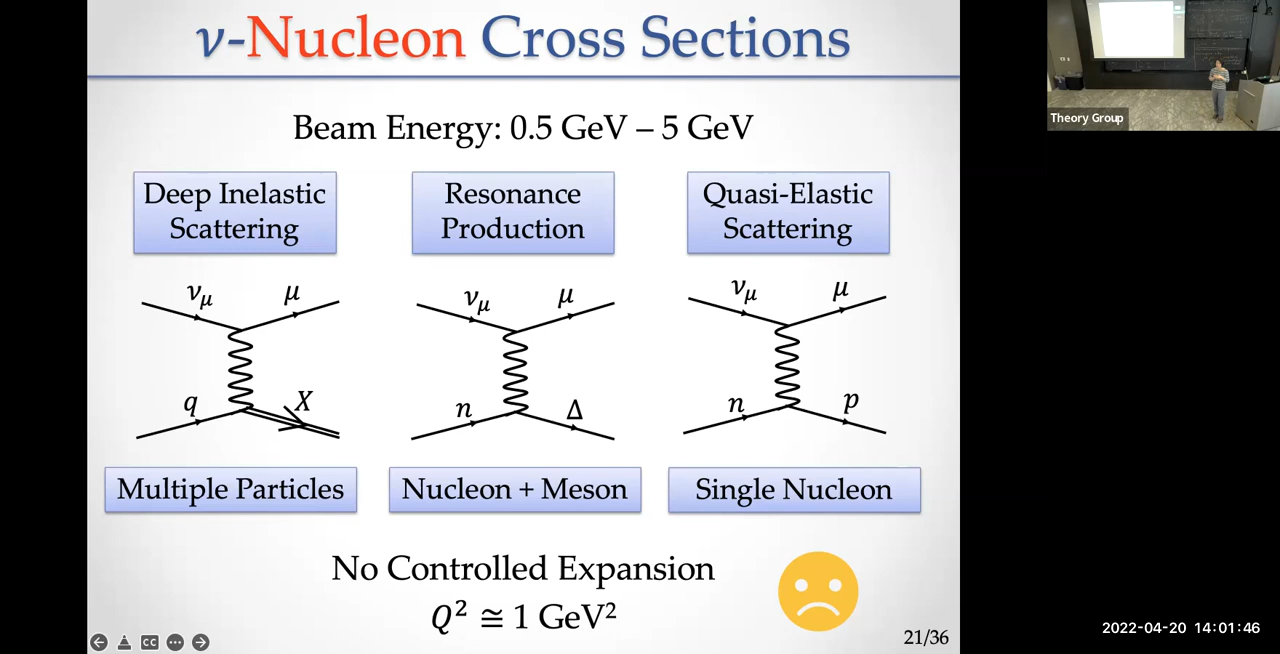 ν-Nucleon Cross Sections
Beam Energy: 0.5 GeV – 5 GeV
Deep Inelastic
Scattering
Resonance
Production
Quasi-Elastic
Scattering
ν_μ μ
q X
ν_μ μ
n Δ
ν_μ μ
n p
Multiple Particles
Nucleon + Meson
Single Nucleon
No Controlled Expansion
Q² ≅ 1 GeV²
CC
21/36
Theory Group
2022-04-20 14:01:46